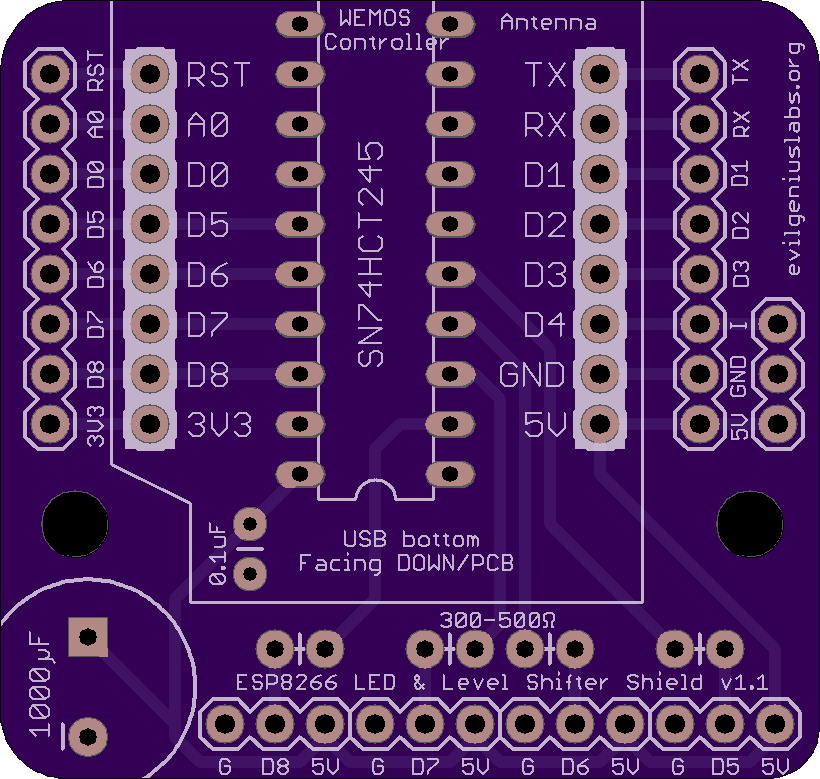 WEMOS
Controller
Antenna
RST
A0
D0
D5
D6
D7
D8
3V3
RST
A0
D0
D5
D6
D7
D8
3V3
SN74HCT245
TX
RX
D1
D2
D3
D4
GND
5V
TX
RX
D1
D2
D3
I
GND
5V
evilgeniuslabs.org
0.1uF
USB bottom
Facing DOWN/PCB
1000µF
300-500Ω
ESP8266 LED & Level Shifter Shield v1.1
G D8 5V G D7 5V G D6 5V G D5 5V